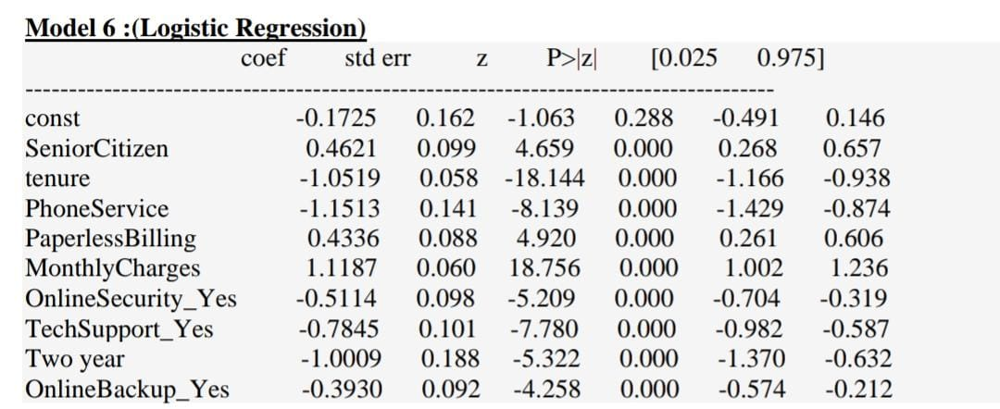 Model 6 :(Logistic Regression)
coef std err z P>|z| [0.025 0.975]
--------------------------------------------------------------------------------------
const -0.1725 0.162 -1.063 0.288 -0.491 0.146
SeniorCitizen 0.4621 0.099 4.659 0.000 0.268 0.657
tenure -1.0519 0.058 -18.144 0.000 -1.166 -0.938
PhoneService -1.1513 0.141 -8.139 0.000 -1.429 -0.874
PaperlessBilling 0.4336 0.088 4.920 0.000 0.261 0.606
MonthlyCharges 1.1187 0.060 18.756 0.000 1.002 1.236
OnlineSecurity_Yes -0.5114 0.098 -5.209 0.000 -0.704 -0.319
TechSupport_Yes -0.7845 0.101 -7.780 0.000 -0.982 -0.587
Two year -1.0009 0.188 -5.322 0.000 -1.370 -0.632
OnlineBackup_Yes -0.3930 0.092 -4.258 0.000 -0.574 -0.212